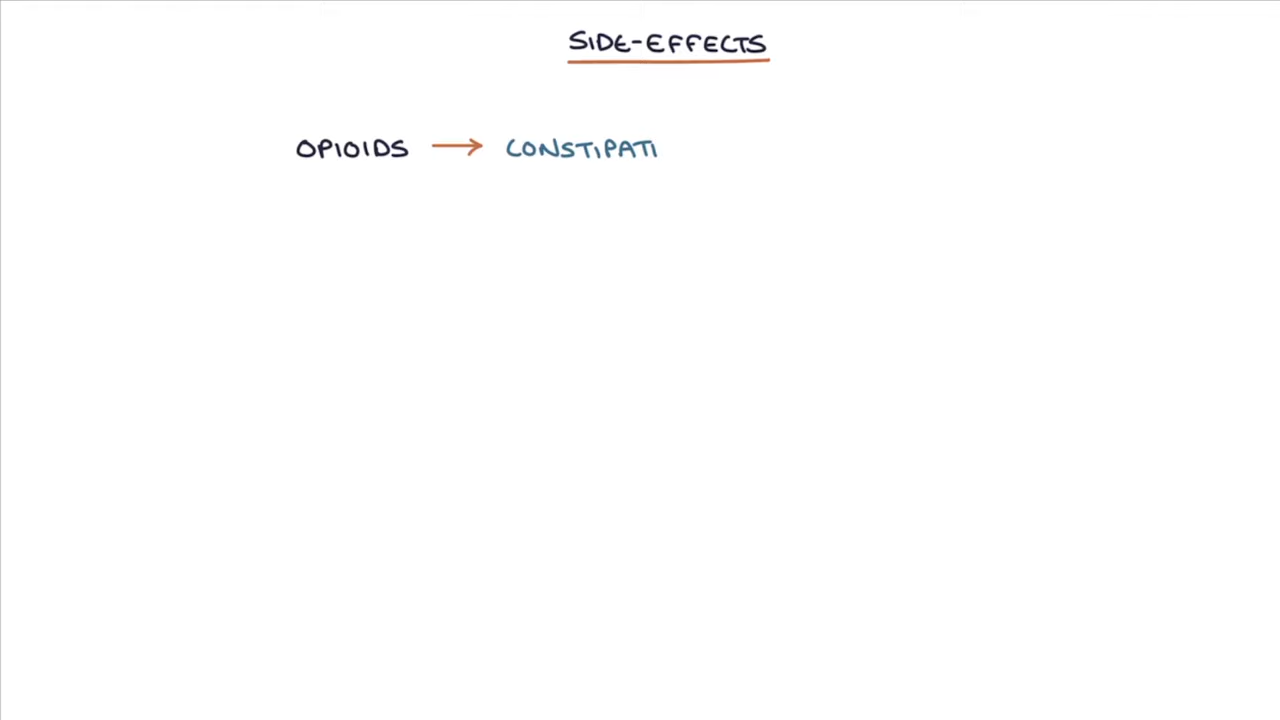 SIDE-EFFECTS
OPIOIDS → CONSTIPATI